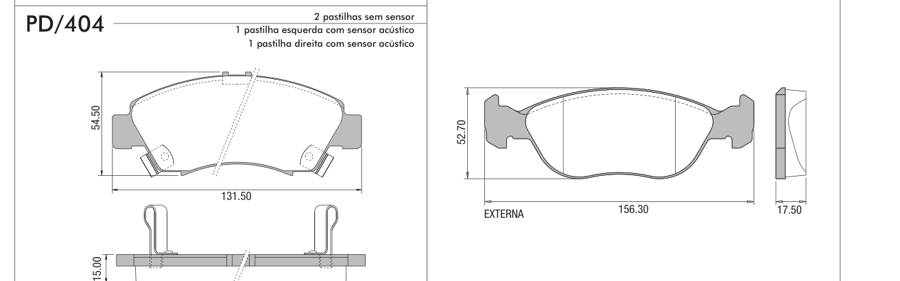 PD/404
2 pastilhas sem sensor
1 pastilha esquerda com sensor acústico
1 pastilha direita com sensor acústico
54.50
131.50
15.00
52.70
EXTERNA
156.30
17.50